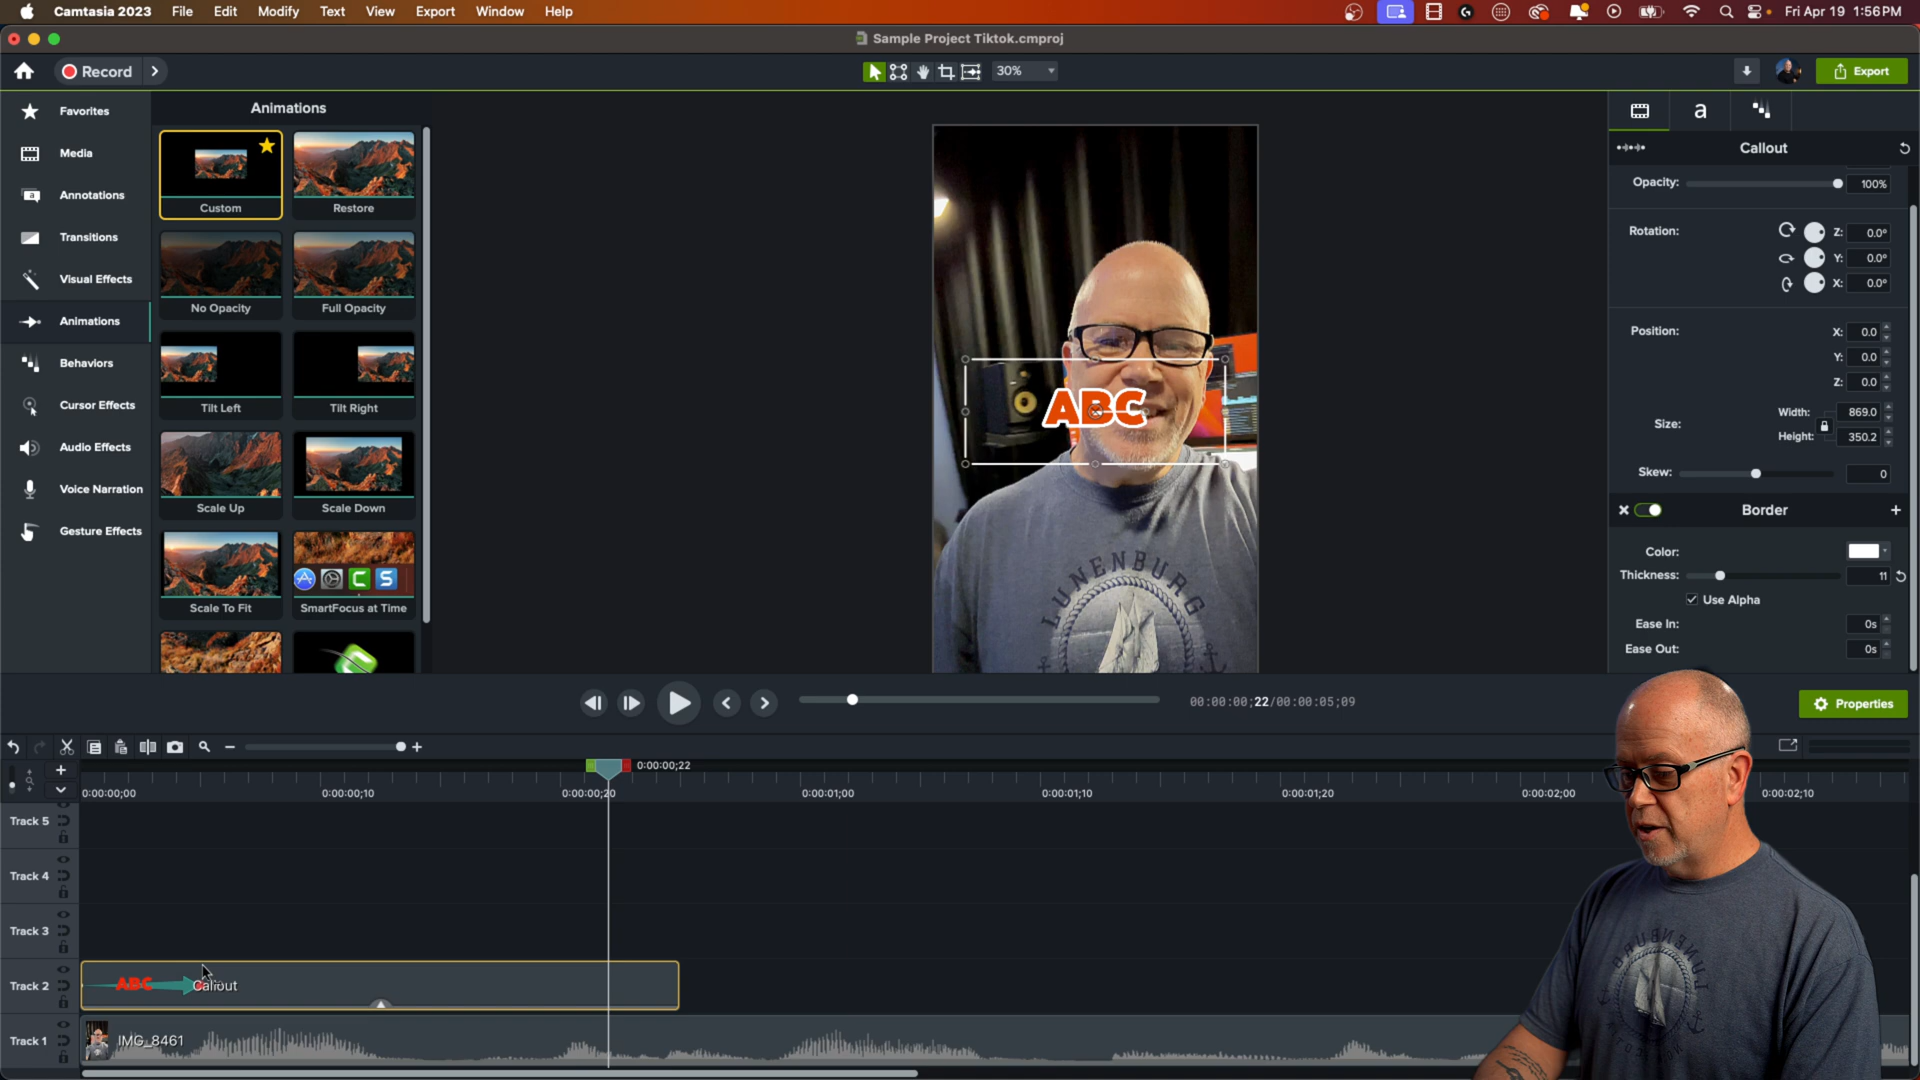 Camtasia 2023 File Edit Modify Text View Export Window Help Fri Apr 19 1:56 PM
Sample Project Tiktok.cmproj
Record 30% Export
Favorites
Media
Annotations
Transitions
Visual Effects
Animations
Behaviors
Cursor Effects
Audio Effects
Voice Narration
Gesture Effects
Animations
Custom Restore
No Opacity Full Opacity
Tilt Left Tilt Right
Scale Up Scale Down
Scale To Fit SmartFocus at Time
ABC
LUNENBURG
a
Callout
Opacity: 100%
Rotation: Z: 0.0°
Y: 0.0°
X: 0.0°
Position: X: 0.0
Y: 0.0
Z: 0.0
Size: Width: 869.0
Height: 350.2
Skew: 0
Border
Color:
Thickness: 11
Use Alpha
Ease In: 0s
Ease Out: 0s
00:00:00;22/00:00:05;09
Properties
0:00:00;22
0:00:00;00 0:00:00;10 0:00:00;20 0:00:01;00 0:00:01;10 0:00:01;20 0:00:02;00 0:00:02;10
Track 5
Track 4
Track 3
Track 2 ABC Callout
Track 1 IMG_8461